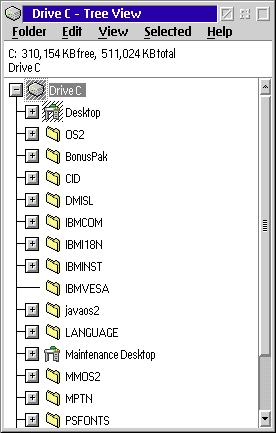 Drive C - Tree View
Folder Edit View Selected Help
C: 310,154 KB free, 511,024 KB total
Drive C
Drive C
Desktop
OS2
BonusPak
CID
DMISL
IBMCOM
IBMI18N
IBMINST
IBMVESA
javaos2
LANGUAGE
Maintenance Desktop
MMOS2
MPTN
PSFONTS